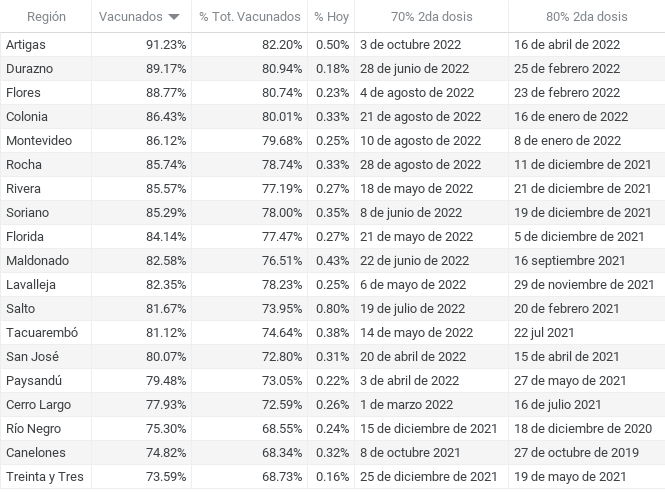 Región Vacunados % Tot. Vacunados % Hoy 70% 2da dosis 80% 2da dosis
Artigas 91.23% 82.20% 0.50% 3 de octubre 2022 16 de abril de 2022
Durazno 89.17% 80.94% 0.18% 28 de junio de 2022 25 de febrero 2022
Flores 88.77% 80.74% 0.23% 4 de agosto de 2022 23 de febrero 2022
Colonia 86.43% 80.01% 0.33% 21 de agosto de 2022 16 de enero de 2022
Montevideo 86.12% 79.68% 0.25% 10 de agosto de 2022 8 de enero de 2022
Rocha 85.74% 78.74% 0.33% 28 de agosto de 2022 11 de diciembre de 2021
Rivera 85.57% 77.19% 0.27% 18 de mayo de 2022 21 de diciembre de 2021
Soriano 85.29% 78.00% 0.35% 8 de junio de 2022 19 de diciembre de 2021
Florida 84.14% 77.47% 0.27% 21 de mayo de 2022 5 de diciembre de 2021
Maldonado 82.58% 76.51% 0.43% 22 de junio de 2022 16 septiembre 2021
Lavalleja 82.35% 78.23% 0.25% 6 de mayo de 2022 29 de noviembre de 2021
Salto 81.67% 73.95% 0.80% 19 de julio de 2022 20 de febrero 2021
Tacuarembó 81.12% 74.64% 0.38% 14 de mayo de 2022 22 jul 2021
San José 80.07% 72.80% 0.31% 20 de abril de 2022 15 de abril de 2021
Paysandú 79.48% 73.05% 0.22% 3 de abril de 2022 27 de mayo de 2021
Cerro Largo 77.93% 72.59% 0.26% 1 de marzo 2022 16 de julio 2021
Río Negro 75.30% 68.55% 0.24% 15 de diciembre de 2021 18 de diciembre de 2020
Canelones 74.82% 68.34% 0.32% 8 de octubre 2021 27 de octubre de 2019
Treinta y Tres 73.59% 68.73% 0.16% 25 de diciembre de 2021 19 de mayo de 2021